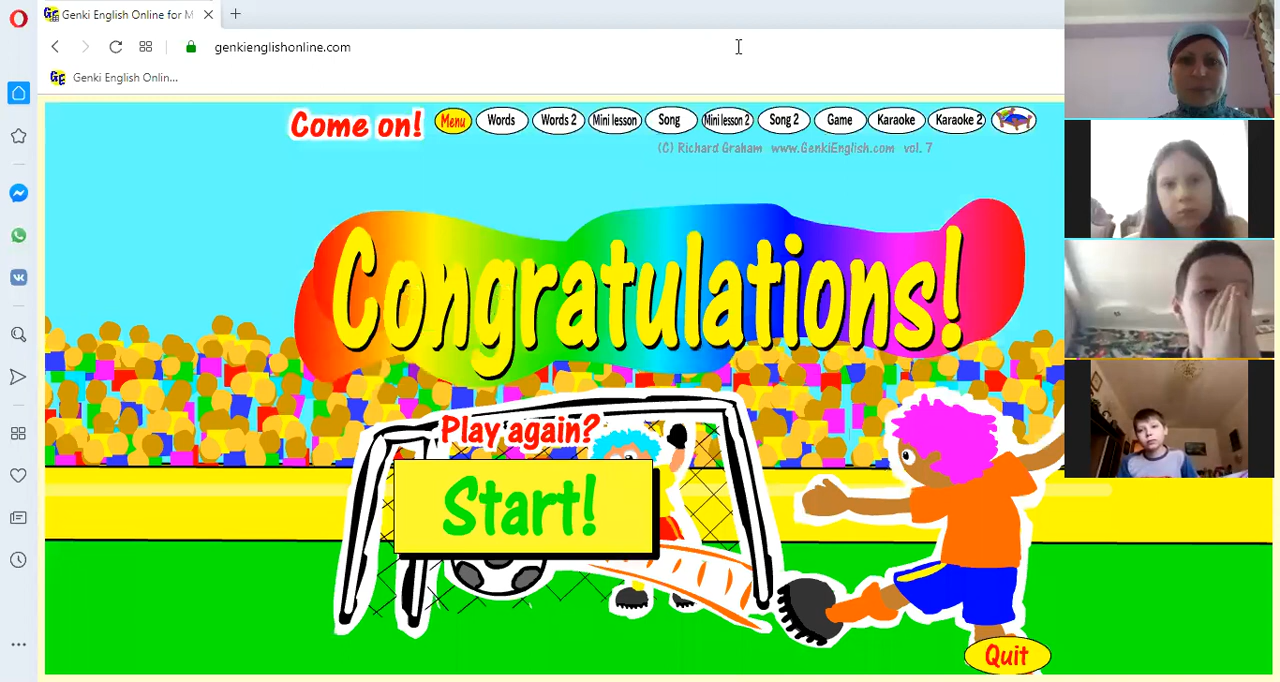 Genki English Online for M
genkienglishonline.com
Genki English Onlin...
Come on!
Menu
Words
Words 2
Mini lesson
Song
Mini lesson 2
Song 2
Game
Karaoke
Karaoke 2
(C) Richard Graham www.GenkiEnglish.com vol. 7
Congratulations!
Play again?
Start!
Quit